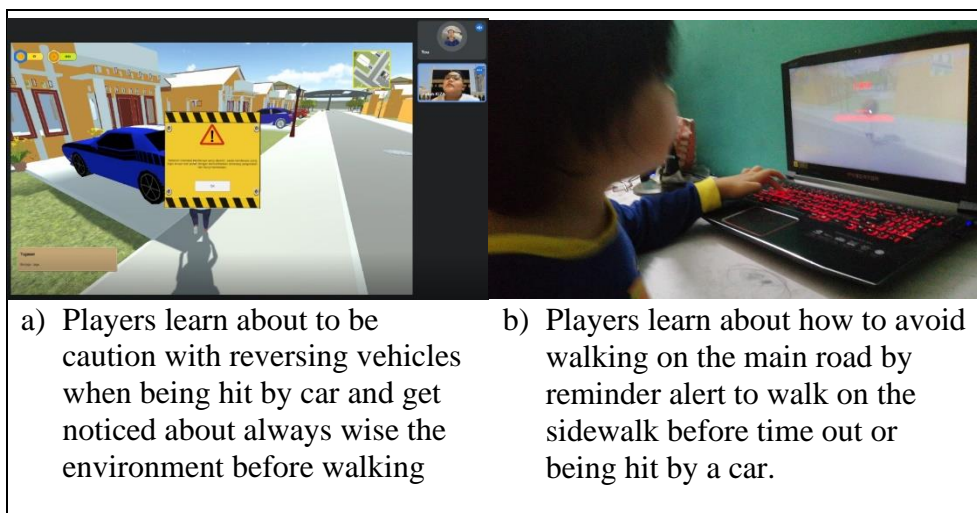 Tujuan
a) Players learn about to be
caution with reversing vehicles
when being hit by car and get
noticed about always wise the
environment before walking
b) Players learn about how to avoid
walking on the main road by
reminder alert to walk on the
sidewalk before time out or
being hit by a car.